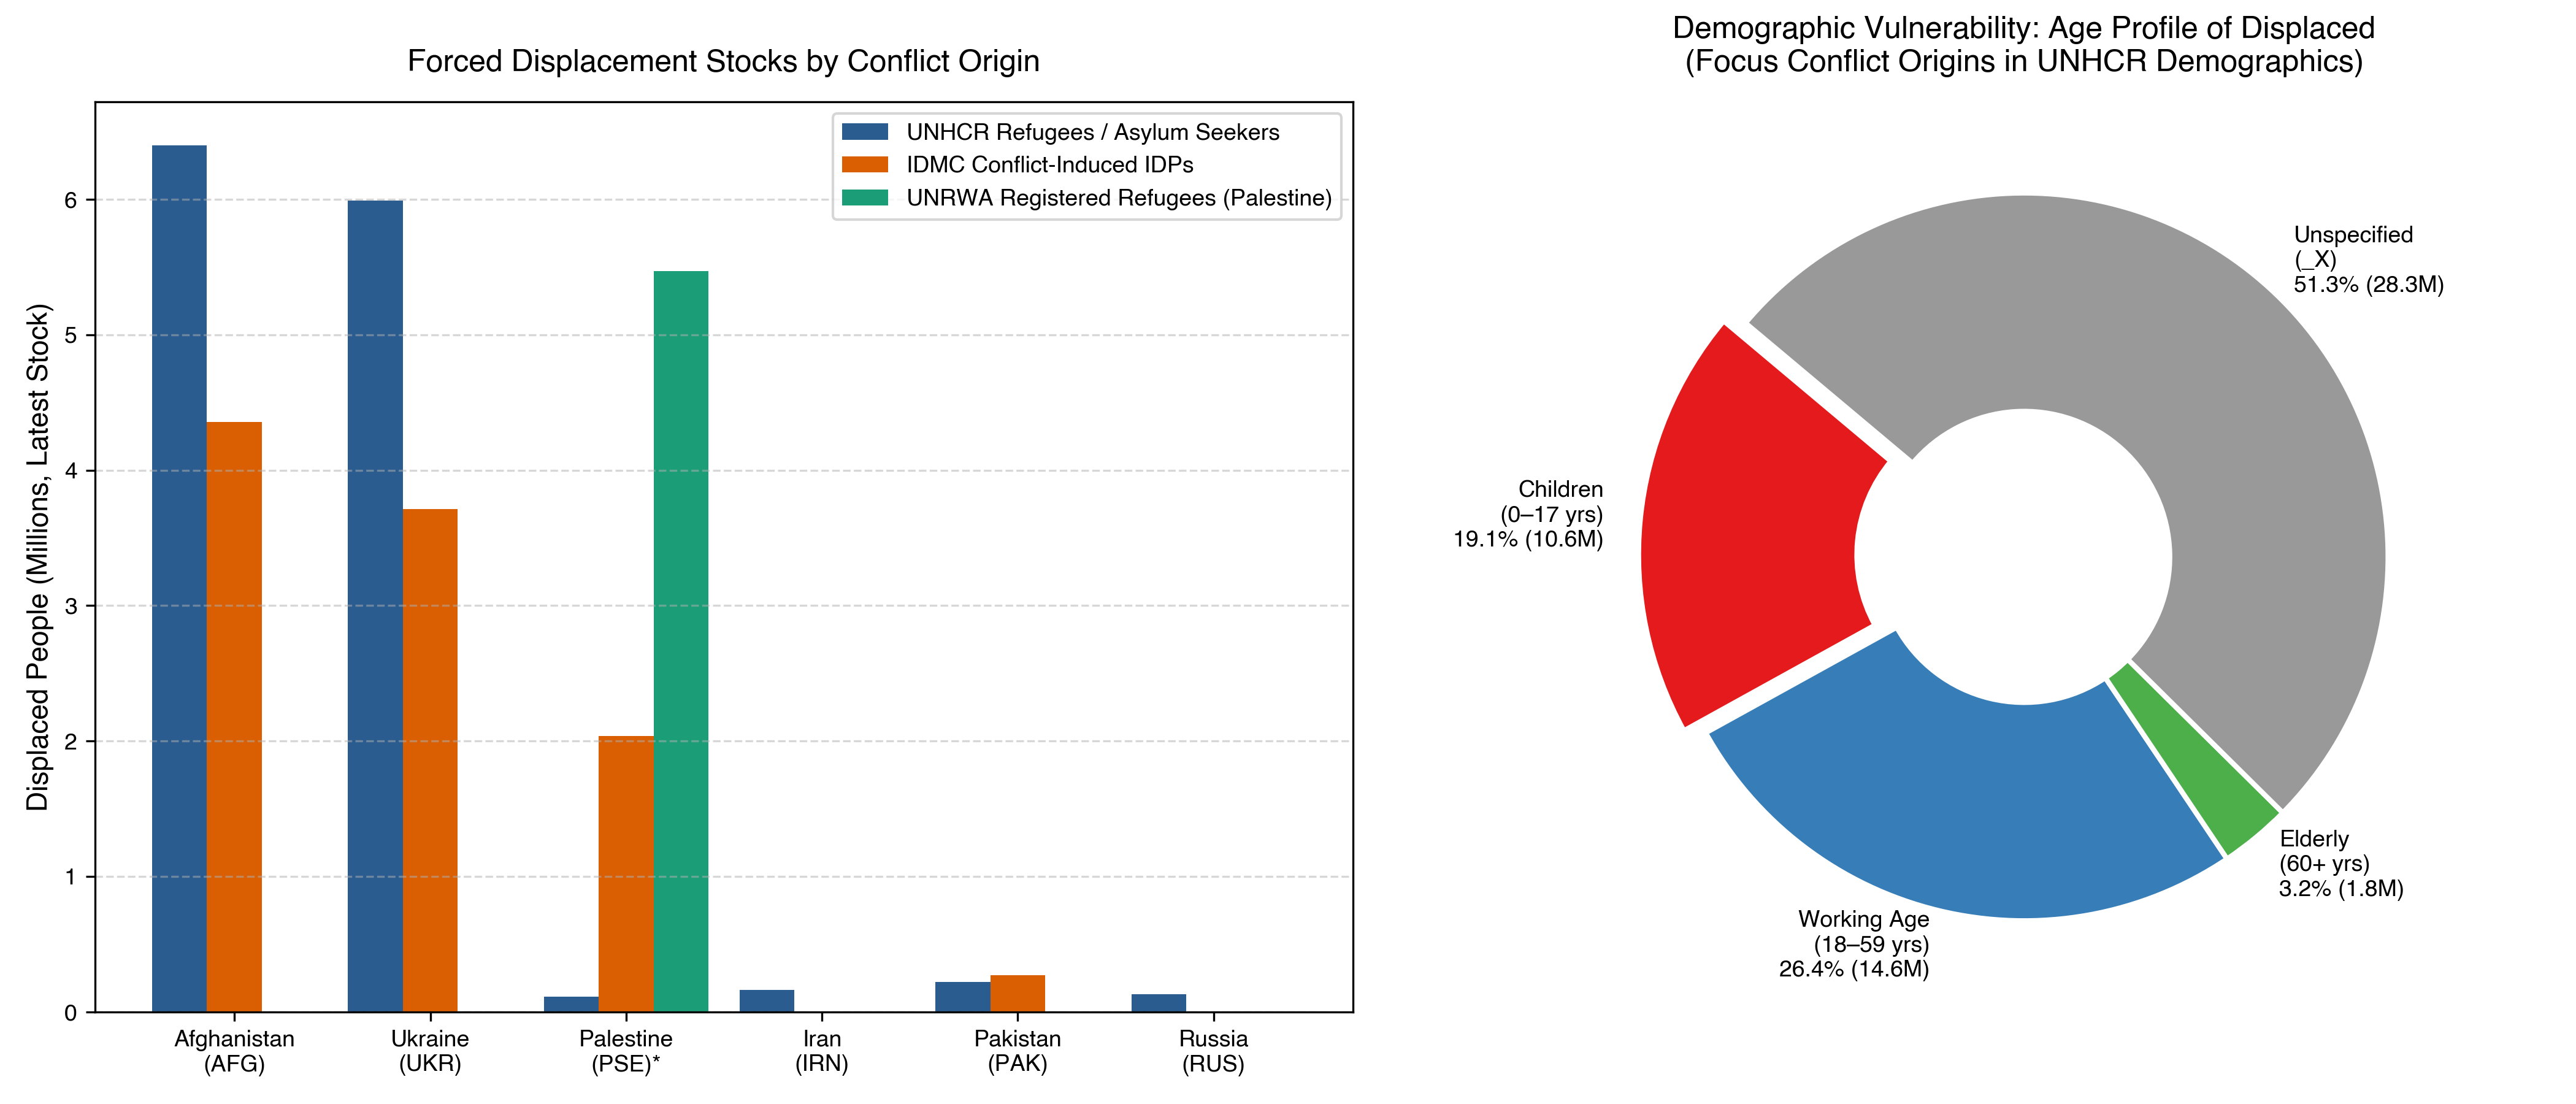 Forced Displacement Stocks by Conflict Origin
Displaced People (Millions, Latest Stock)
6
5
4
3
2
1
0
UNHCR Refugees / Asylum Seekers
IDMC Conflict-Induced IDPs
UNRWA Registered Refugees (Palestine)
Afghanistan
(AFG)
Ukraine
(UKR)
Palestine
(PSE)*
Iran
(IRN)
Pakistan
(PAK)
Russia
(RUS)
Demographic Vulnerability: Age Profile of Displaced
(Focus Conflict Origins in UNHCR Demographics)
Unspecified
(_X)
51.3% (28.3M)
Children
(0–17 yrs)
19.1% (10.6M)
Elderly
(60+ yrs)
3.2% (1.8M)
Working Age
(18–59 yrs)
26.4% (14.6M)